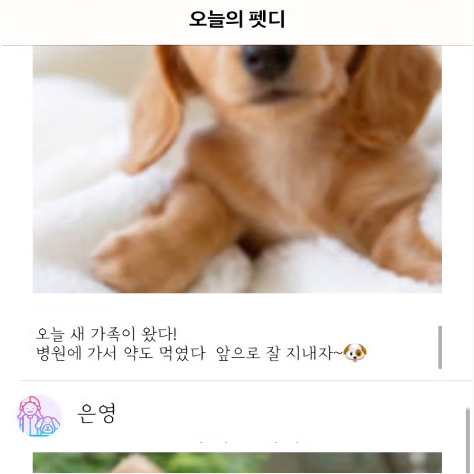 오늘의 펫디
오늘 새 가족이 왔다!
병원에 가서 약도 먹였다 앞으로 잘 지내자~🐶
은영